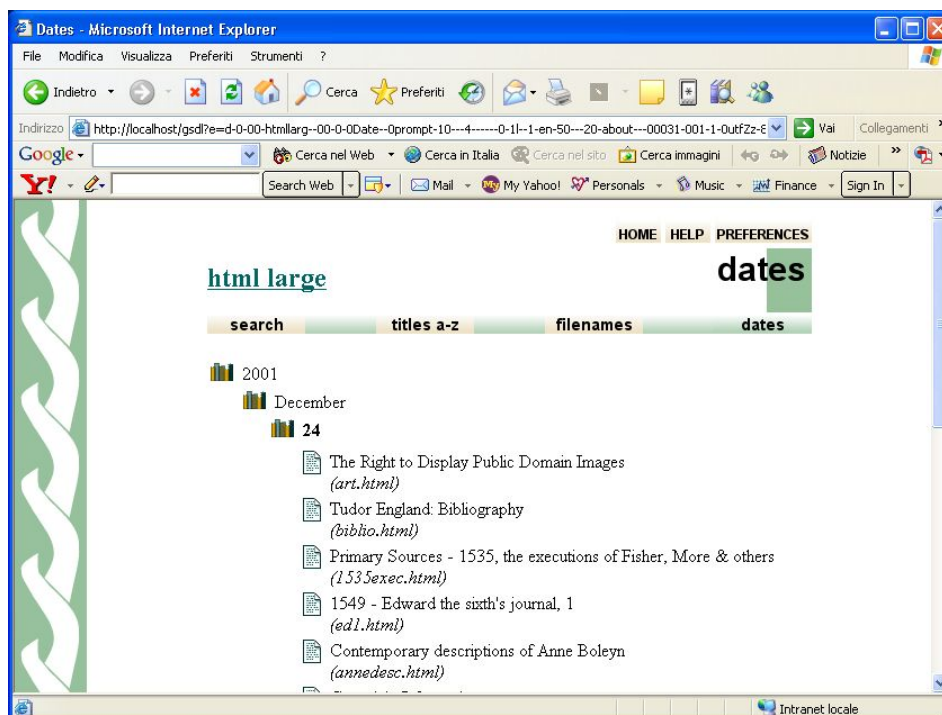 Dates - Microsoft Internet Explorer
File Modifica Visualizza Preferiti Strumenti ?
Indietro Cerca Preferiti
Indirizzo http://localhost/gsdl?e=d-0-00-htmllarg--00-0-0Date--0prompt-10---4------0-1l--1-en-50---20-about---00031-001-1-0utfZz-8 Vai Collegamenti »
Google Cerca nel Web Cerca in Italia Cerca nel sito Cerca immagini Notizie »
Y! Search Web Mail My Yahoo! Personals Music Finance Sign In
HOME HELP PREFERENCES
dates
html large
search titles a-z filenames dates
2001
December
24
The Right to Display Public Domain Images
(art.html)
Tudor England: Bibliography
(biblio.html)
Primary Sources - 1535, the executions of Fisher, More & others
(1535exec.html)
1549 - Edward the sixth's journal, 1
(ed1.html)
Contemporary descriptions of Anne Boleyn
(annedesc.html)
Intranet locale